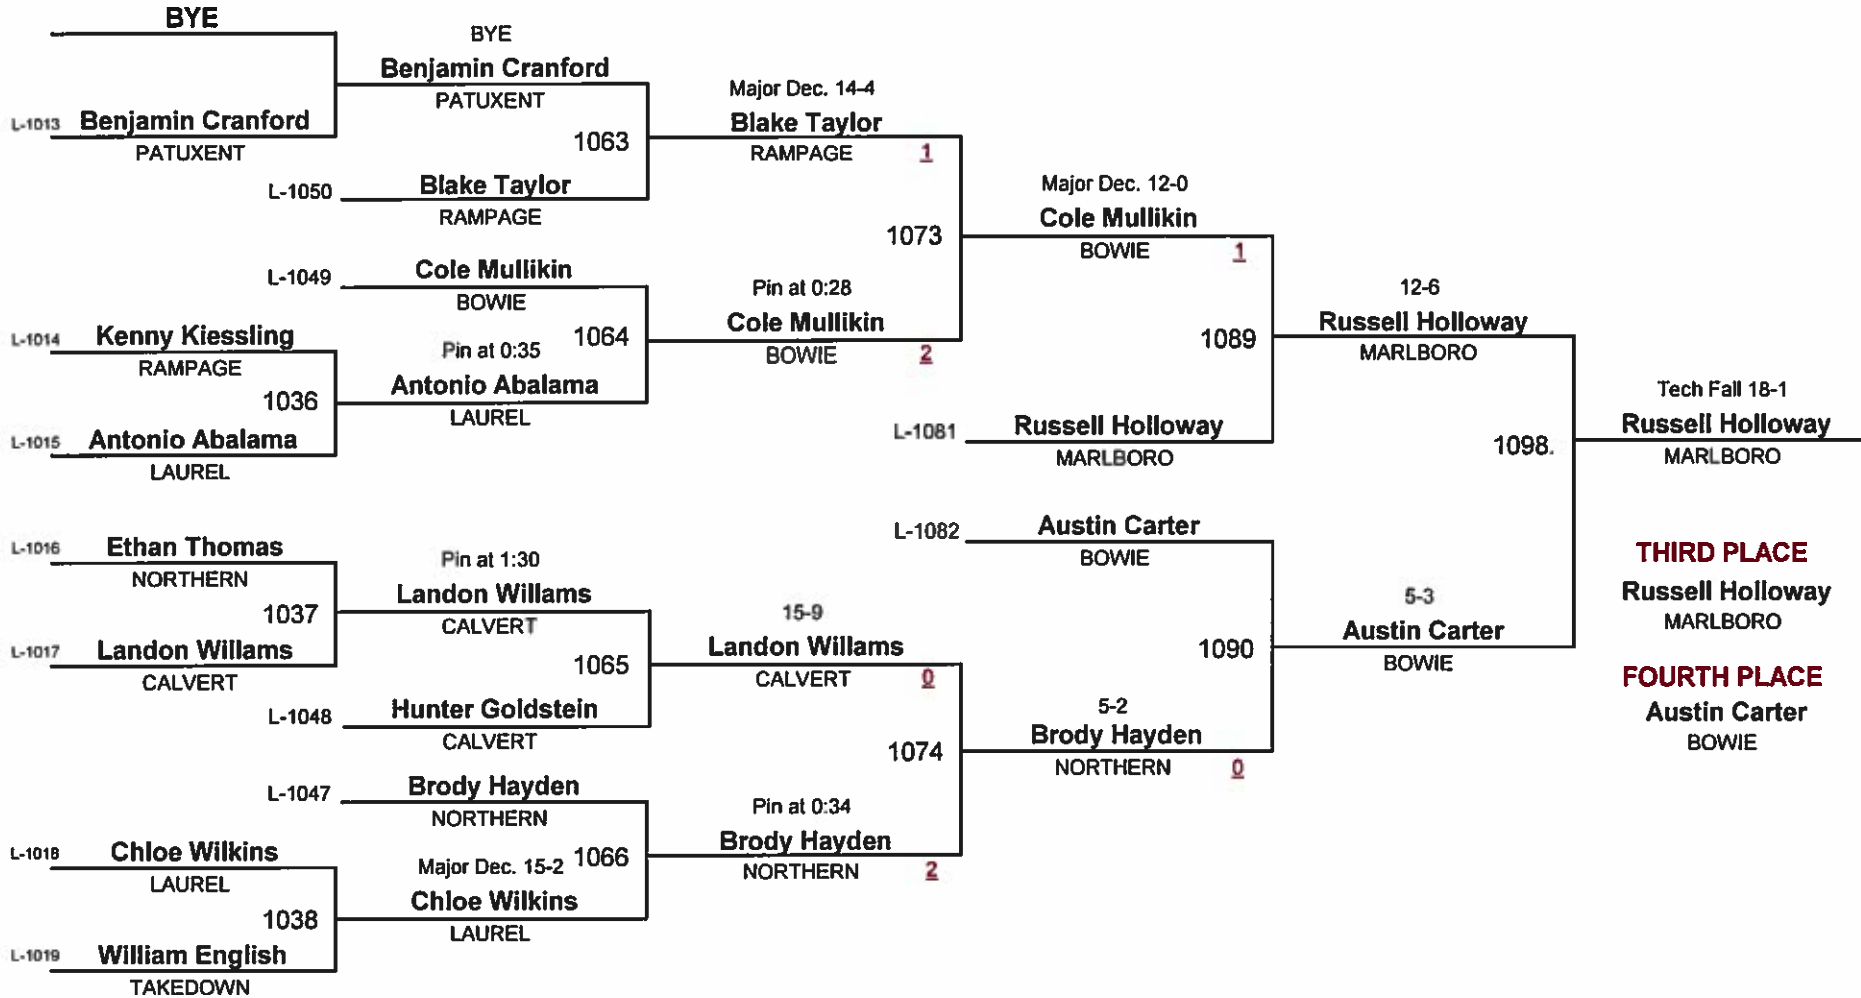 BYE
L-1013 Benjamin Cranford
PATUXENT
L-1014 Kenny Kiessling
RAMPAGE
1036
L-1015 Antonio Abalama
LAUREL
L-1016 Ethan Thomas
NORTHERN
1037
L-1017 Landon Willams
CALVERT
L-1018 Chloe Wilkins
LAUREL
1038
L-1019 William English
TAKEDOWN
BYE
Benjamin Cranford
PATUXENT
1063
L-1050 Blake Taylor
RAMPAGE
L-1049 Cole Mullikin
BOWIE
1064
Pin at 0:35
Antonio Abalama
LAUREL
Pin at 1:30
Landon Willams
CALVERT
1065
L-1048 Hunter Goldstein
CALVERT
L-1047 Brody Hayden
NORTHERN
1066
Major Dec. 15-2
Chloe Wilkins
LAUREL
Major Dec. 14-4
Blake Taylor
RAMPAGE 1
1073
Pin at 0:28
Cole Mullikin
BOWIE 2
15-9
Landon Willams
CALVERT 0
1074
Pin at 0:34
Brody Hayden
NORTHERN 2
Major Dec. 12-0
Cole Mullikin
BOWIE 1
1089
L-1081 Russell Holloway
MARLBORO
L-1082 Austin Carter
BOWIE
1090
5-2
Brody Hayden
NORTHERN 0
12-6
Russell Holloway
MARLBORO
1098.
5-3
Austin Carter
BOWIE
Tech Fall 18-1
Russell Holloway
MARLBORO
THIRD PLACE
Russell Holloway
MARLBORO
FOURTH PLACE
Austin Carter
BOWIE